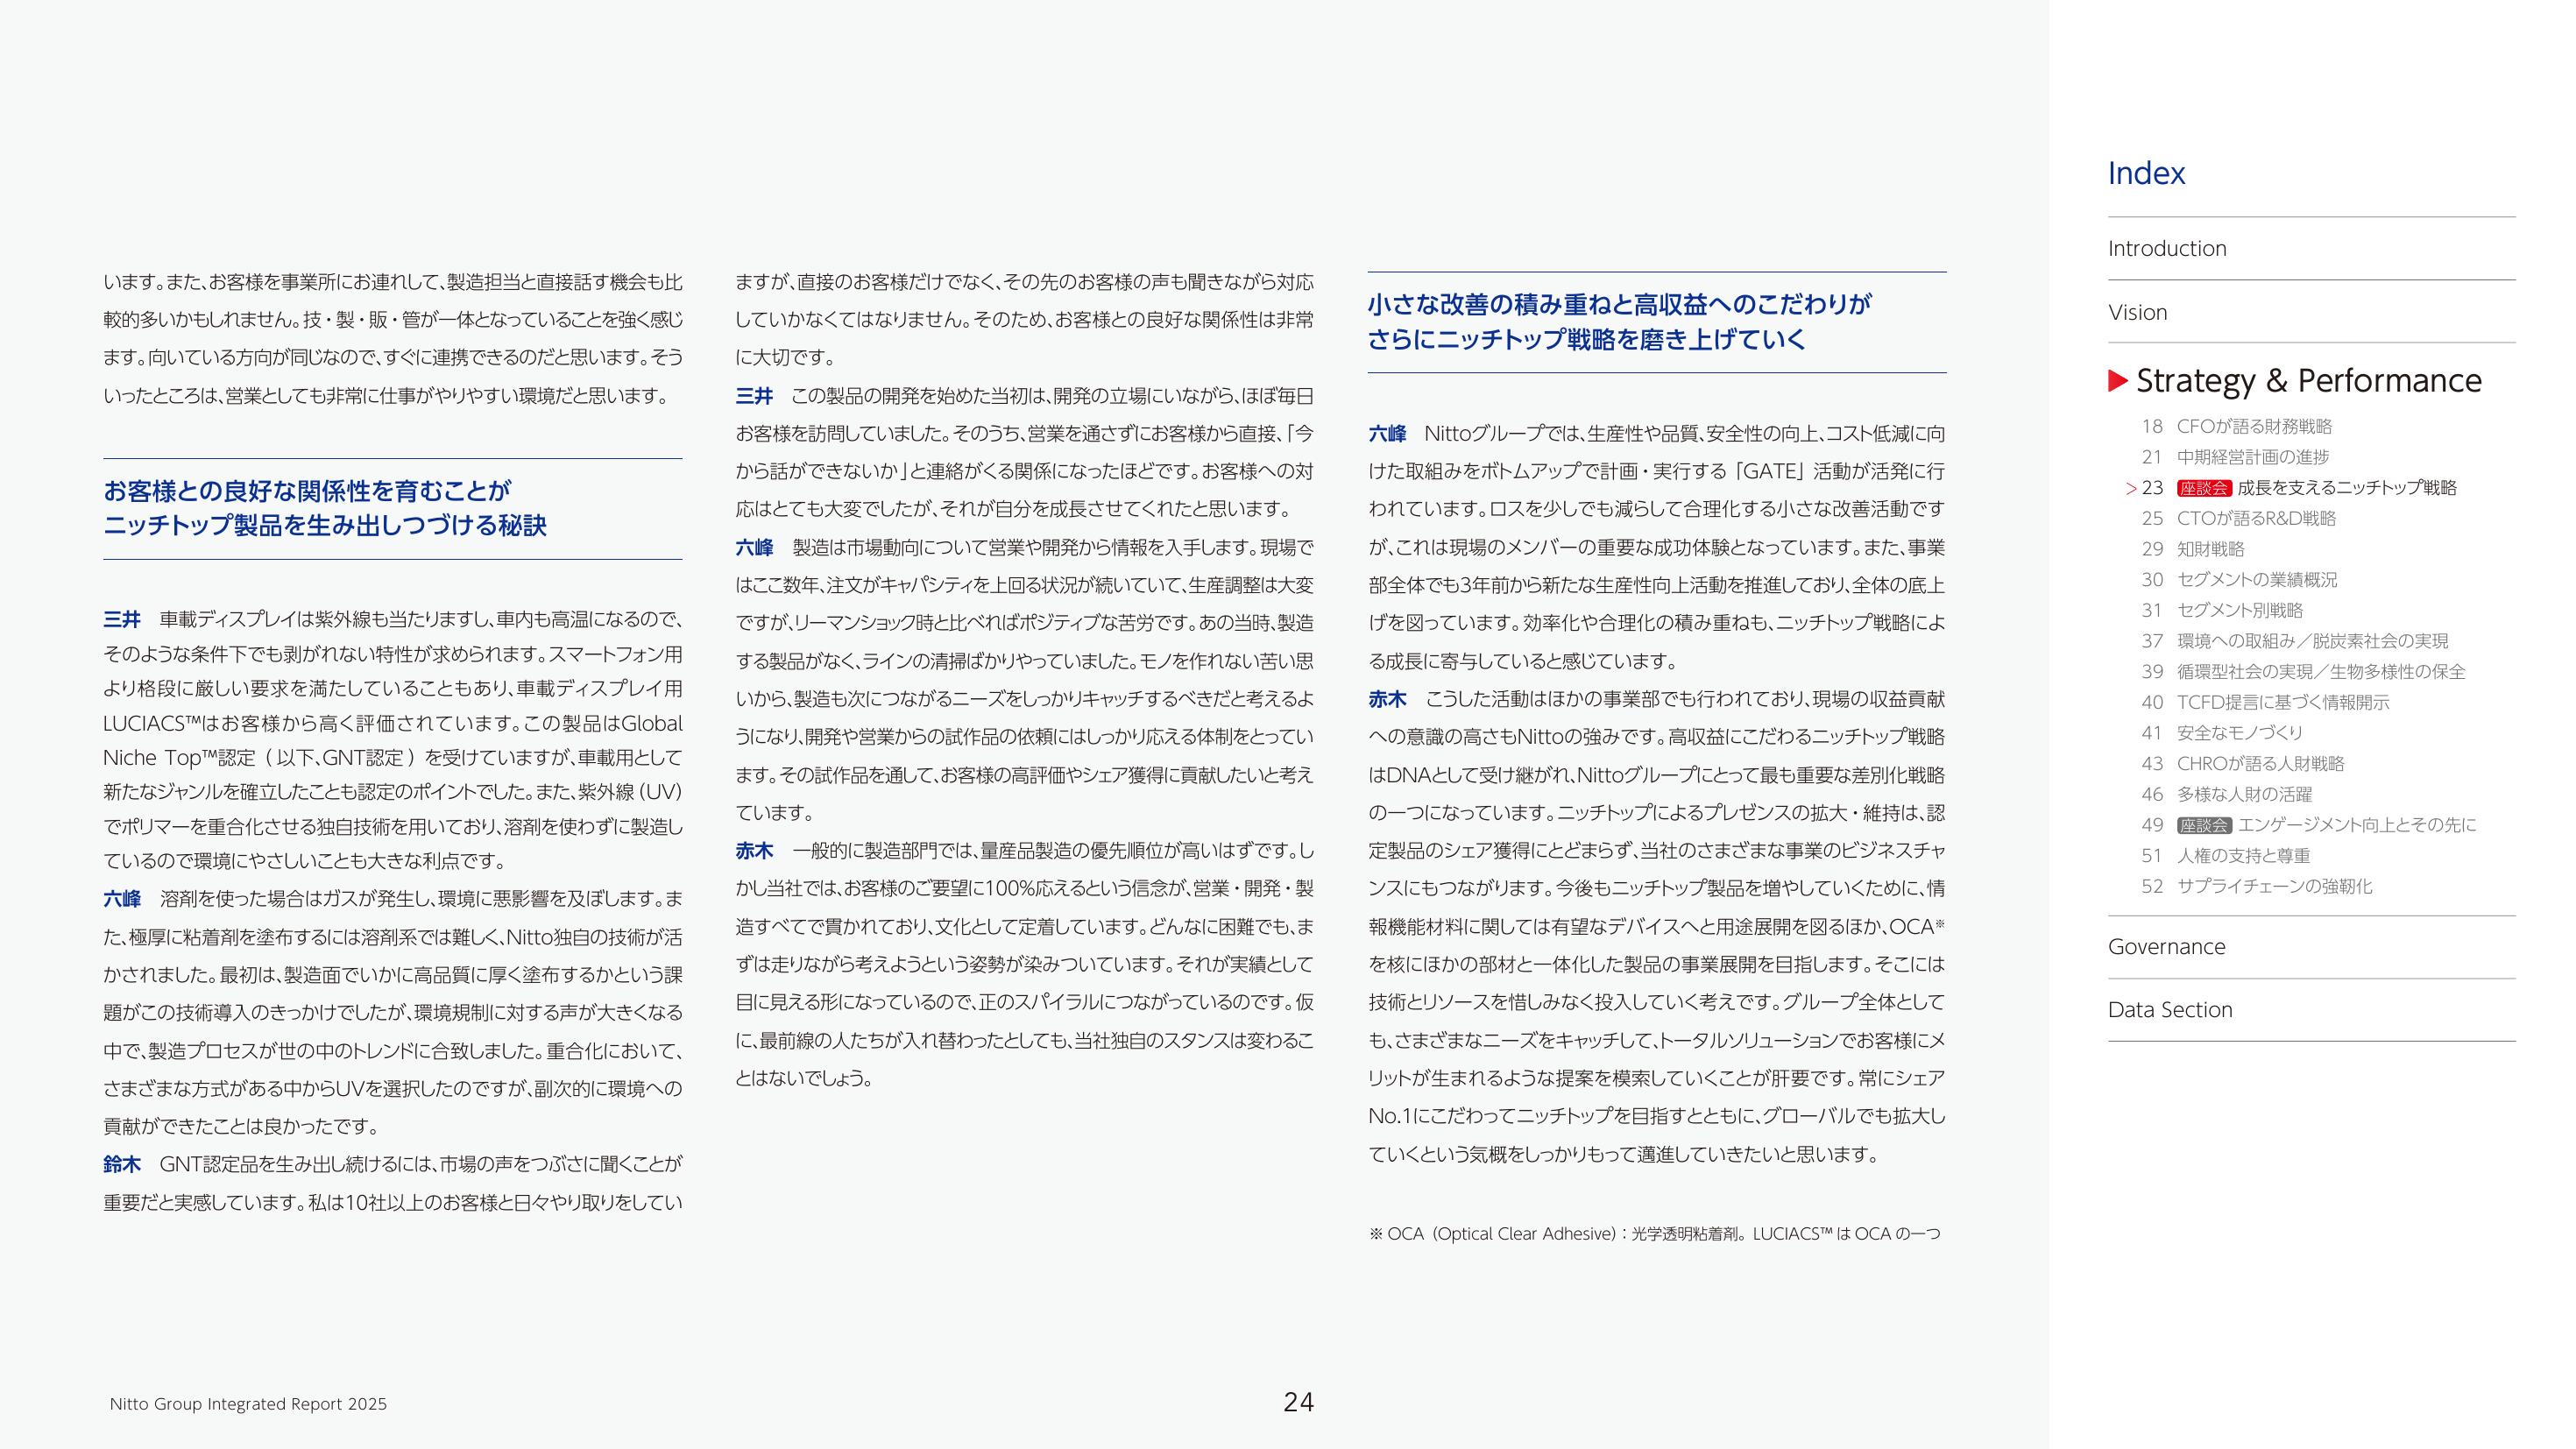 います。また、お客様を事業所にお連れして、製造担当と直接話す機会も比
較的多いかもしれません。技・製・販・管が一体となっていることを強く感じ
ます。向いている方向が同じなので、すぐに連携できるのだと思います。そう
いったところは、営業としても非常に仕事がやりやすい環境だと思います。
お客様との良好な関係性を育むことが
ニッチトップ製品を生み出しつづける秘訣
三井　車載ディスプレイは紫外線も当たりますし、車内も高温になるので、
そのような条件下でも剥がれない特性が求められます。スマートフォン用
より格段に厳しい要求を満たしていることもあり、車載ディスプレイ用
LUCIACS™はお客様から高く評価されています。この製品はGlobal
Niche Top™認定（以下、GNT認定）を受けていますが、車載用として
新たなジャンルを確立したことも認定のポイントでした。また、紫外線（UV）
でポリマーを重合化させる独自技術を用いており、溶剤を使わずに製造し
ているので環境にやさしいことも大きな利点です。
六峰　溶剤を使った場合はガスが発生し、環境に悪影響を及ぼします。ま
た、極厚に粘着剤を塗布するには溶剤系では難しく、Nitto独自の技術が活
かされました。最初は、製造面でいかに高品質に厚く塗布するかという課
題がこの技術導入のきっかけでしたが、環境規制に対する声が大きくなる
中で、製造プロセスが世の中のトレンドに合致しました。重合化において、
さまざまな方式がある中からUVを選択したのですが、副次的に環境への
貢献ができたことは良かったです。
鈴木　GNT認定品を生み出し続けるには、市場の声をつぶさに聞くことが
重要だと実感しています。私は10社以上のお客様と日々やり取りをしてい
ますが、直接のお客様だけでなく、その先のお客様の声も聞きながら対応
していかなくてはなりません。そのため、お客様との良好な関係性は非常
に大切です。
三井　この製品の開発を始めた当初は、開発の立場にいながら、ほぼ毎日
お客様を訪問していました。そのうち、営業を通さずにお客様から直接、「今
から話ができないか」と連絡がくる関係になったほどです。お客様への対
応はとても大変でしたが、それが自分を成長させてくれたと思います。
六峰　製造は市場動向について営業や開発から情報を入手します。現場で
はここ数年、注文がキャパシティを上回る状況が続いていて、生産調整は大変
ですが、リーマンショック時と比べればポジティブな苦労です。あの当時、製造
する製品がなく、ラインの清掃ばかりやっていました。モノを作れない苦い思
いから、製造も次につながるニーズをしっかりキャッチするべきだと考えるよ
うになり、開発や営業からの試作品の依頼にはしっかり応える体制をとってい
ます。その試作品を通して、お客様の高評価やシェア獲得に貢献したいと考え
ています。
赤木　一般的に製造部門では、量産品製造の優先順位が高いはずです。し
かし当社では、お客様のご要望に100%応えるという信念が、営業・開発・製
造すべてで貫かれており、文化として定着しています。どんなに困難でも、ま
ずは走りながら考えようという姿勢が染みついています。それが実績として
目に見える形になっているので、正のスパイラルにつながっているのです。仮
に、最前線の人たちが入れ替わったとしても、当社独自のスタンスは変わるこ
とはないでしょう。
小さな改善の積み重ねと高収益へのこだわりが
さらにニッチトップ戦略を磨き上げていく
六峰　Nittoグループでは、生産性や品質、安全性の向上、コスト低減に向
けた取組みをボトムアップで計画・実行する「GATE」活動が活発に行
われています。ロスを少しでも減らして合理化する小さな改善活動です
が、これは現場のメンバーの重要な成功体験となっています。また、事業
部全体でも3年前から新たな生産性向上活動を推進しており、全体の底上
げを図っています。効率化や合理化の積み重ねも、ニッチトップ戦略によ
る成長に寄与していると感じています。
赤木　こうした活動はほかの事業部でも行われており、現場の収益貢献
への意識の高さもNittoの強みです。高収益にこだわるニッチトップ戦略
はDNAとして受け継がれ、Nittoグループにとって最も重要な差別化戦略
の一つになっています。ニッチトップによるプレゼンスの拡大・維持は、認
定製品のシェア獲得にとどまらず、当社のさまざまな事業のビジネスチャ
ンスにもつながります。今後もニッチトップ製品を増やしていくために、情
報機能材料に関しては有望なデバイスへと用途展開を図るほか、OCA※
を核にほかの部材と一体化した製品の事業展開を目指します。そこには
技術とリソースを惜しみなく投入していく考えです。グループ全体として
も、さまざまなニーズをキャッチして、トータルソリューションでお客様にメ
リットが生まれるような提案を模索していくことが肝要です。常にシェア
No.1にこだわってニッチトップを目指すとともに、グローバルでも拡大し
ていくという気概をしっかりもって邁進していきたいと思います。
※ OCA（Optical Clear Adhesive）：光学透明粘着剤。LUCIACS™ は OCA の一つ
Index
Introduction
Vision
Strategy & Performance
18 CFOが語る財務戦略
21 中期経営計画の進捗
> 23 座談会 成長を支えるニッチトップ戦略
25 CTOが語るR&D戦略
29 知財戦略
30 セグメントの業績概況
31 セグメント別戦略
37 環境への取組み／脱炭素社会の実現
39 循環型社会の実現／生物多様性の保全
40 TCFD提言に基づく情報開示
41 安全なモノづくり
43 CHROが語る人財戦略
46 多様な人財の活躍
49 座談会 エンゲージメント向上とその先に
51 人権の支持と尊重
52 サプライチェーンの強靭化
Governance
Data Section
Nitto Group Integrated Report 2025
24